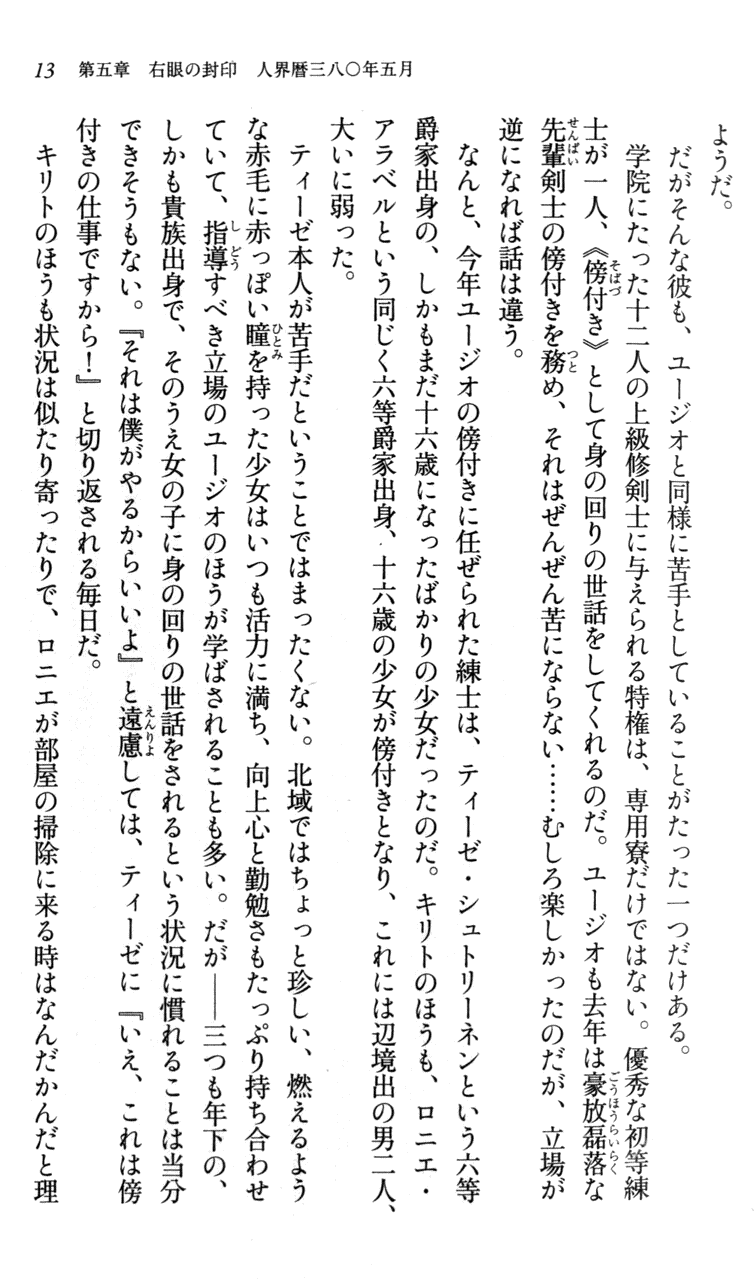 13　第五章　右眼の封印　人界暦三八〇年五月
ようだ。
　だがそんな彼も、ユージオと同様に苦手としていることがたった一つだけある。
　学院にたった十二人の上級修剣士に与えられる特権は、専用寮だけではない。優秀な初等練
士が一人、《傍付き》として身の回りの世話をしてくれるのだ。ユージオも去年は豪放磊落な
先輩剣士の傍付きを務め、それはぜんぜん苦にならない……むしろ楽しかったのだが、立場が
逆になれば話は違う。
　なんと、今年ユージオの傍付きに任ぜられた練士は、ティーゼ・シュトリーネンという六等
爵家出身の、しかもまだ十六歳になったばかりの少女だったのだ。キリトのほうも、ロニエ・
アラベルという同じく六等爵家出身、十六歳の少女が傍付きとなり、これには辺境出の男二人、
大いに弱った。
　ティーゼ本人が苦手だということではまったくない。北域ではちょっと珍しい、燃えるよう
な赤毛に赤っぽい瞳を持った少女はいつも活力に満ち、向上心と勤勉さもたっぷり持ち合わせ
ていて、指導すべき立場のユージオのほうが学ばされることも多い。だが――三つも年下の、
しかも貴族出身で、そのうえ女の子に身の回りの世話をされるという状況に慣れることは当分
できそうもない。『それは僕がやるからいいよ』と遠慮しては、ティーゼに『いえ、これは傍
付きの仕事ですから！』と切り返される毎日だ。
　キリトのほうも状況は似たり寄ったりで、ロニエが部屋の掃除に来る時はなんだかんだと理